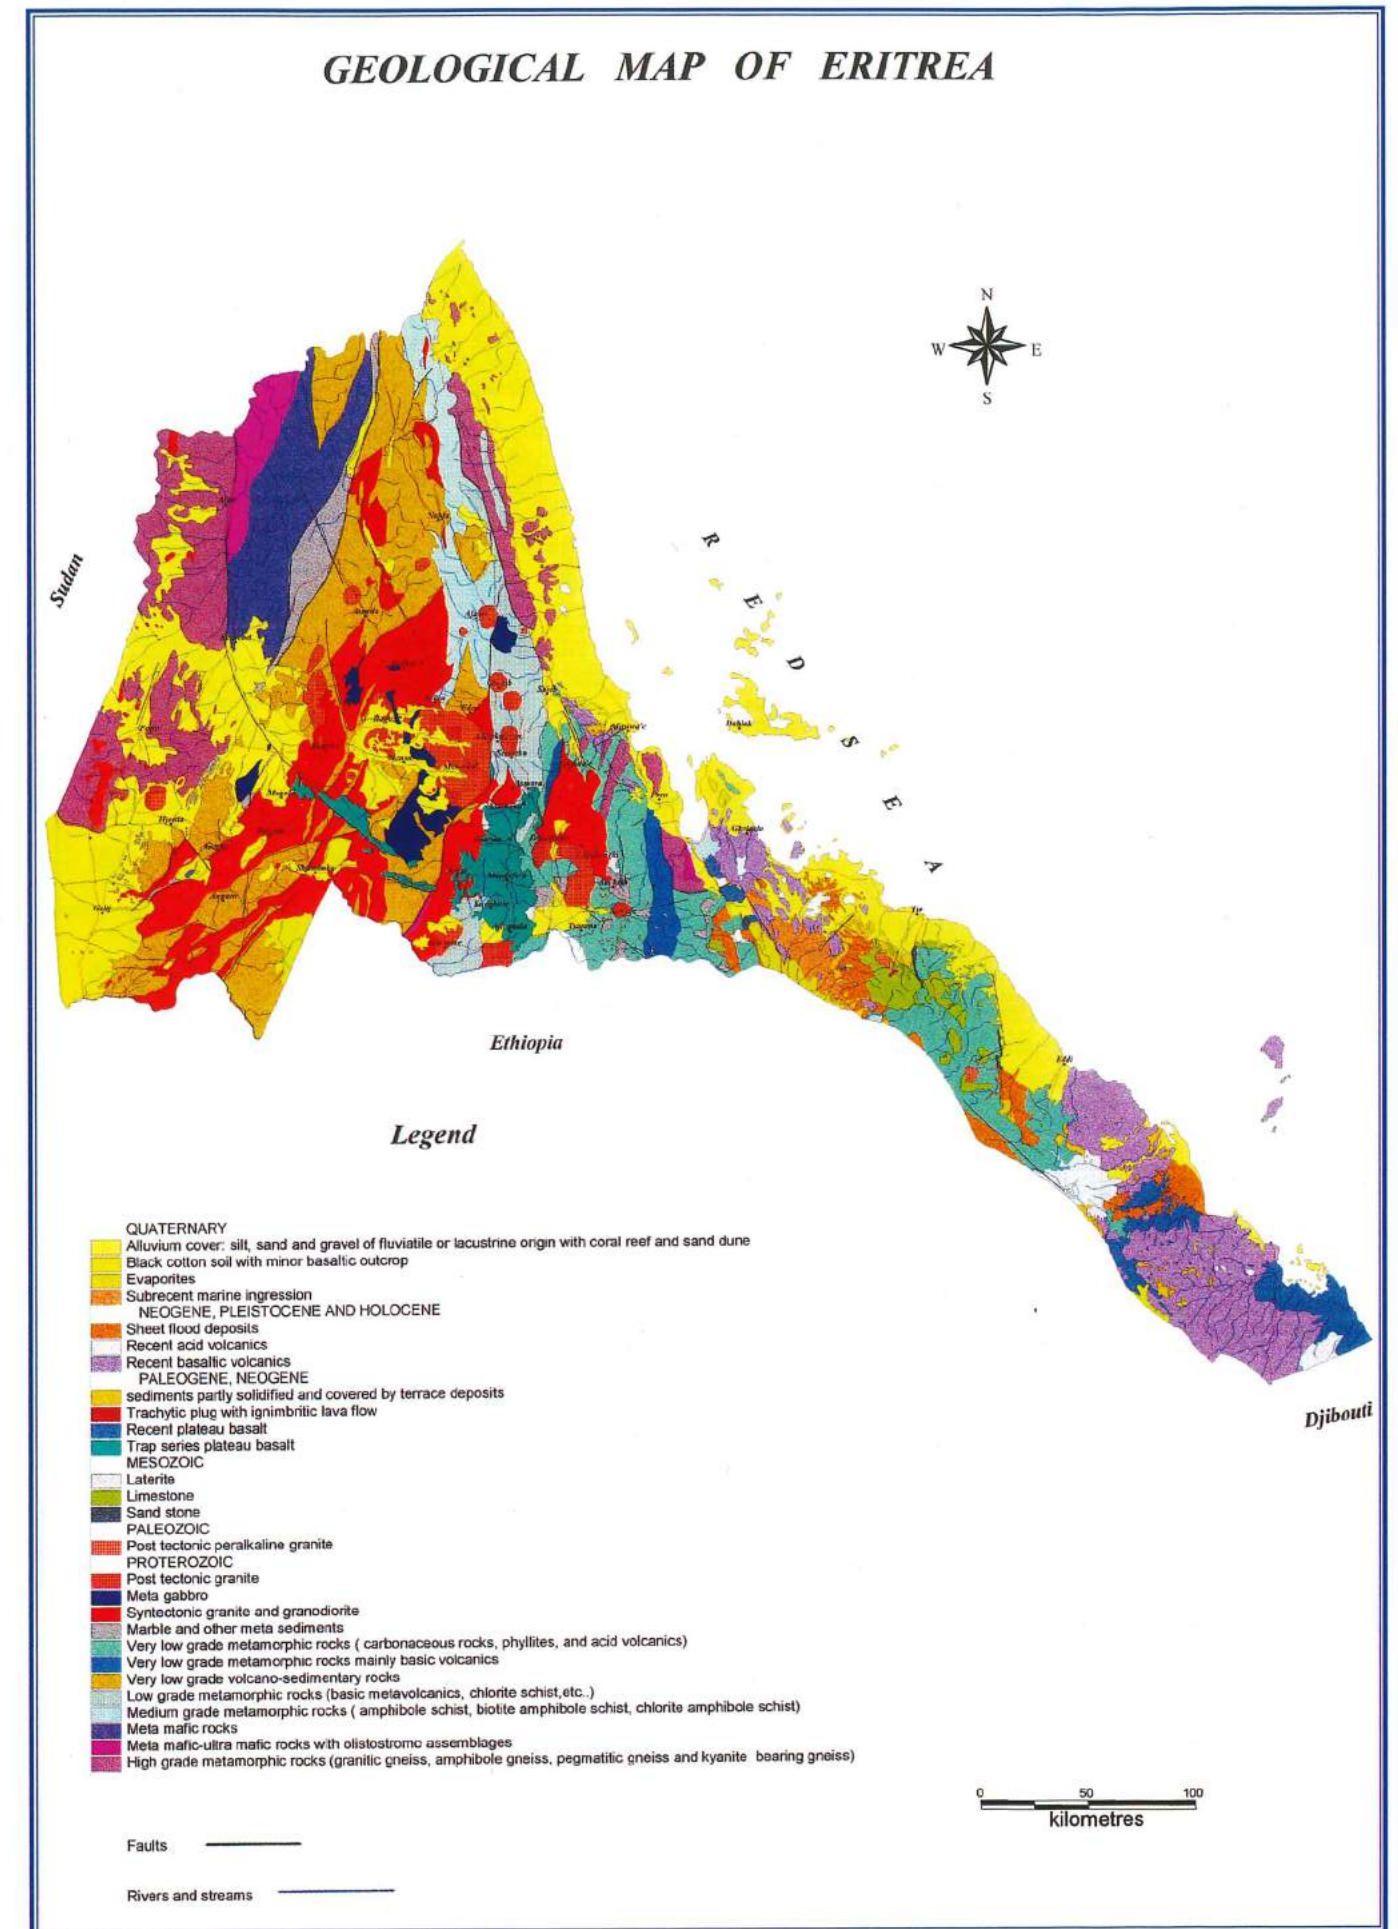 GEOLOGICAL MAP OF ERITREA
N
W E
S
Sudan
RED SEA
Nakfa
Dahlak
Ghelaelo
Tio
Eddi
Asmara
Ethiopia
Djibouti
Legend
QUATERNARY
Alluvium cover: silt, sand and gravel of fluviatile or lacustrine origin with coral reef and sand dune
Black cotton soil with minor basaltic outcrop
Evaporites
Subrecent marine ingression
NEOGENE, PLEISTOCENE AND HOLOCENE
Sheet flood deposits
Recent acid volcanics
Recent basaltic volcanics
PALEOGENE, NEOGENE
sediments partly solidified and covered by terrace deposits
Trachytic plug with ignimbritic lava flow
Recent plateau basalt
Trap series plateau basalt
MESOZOIC
Laterite
Limestone
Sand stone
PALEOZOIC
Post tectonic peralkaline granite
PROTEROZOIC
Post tectonic granite
Meta gabbro
Syntectonic granite and granodiorite
Marble and other meta sediments
Very low grade metamorphic rocks ( carbonaceous rocks, phyllites, and acid volcanics)
Very low grade metamorphic rocks mainly basic volcanics
Very low grade volcano-sedimentary rocks
Low grade metamorphic rocks (basic metavolcanics, chlorite schist,etc..)
Medium grade metamorphic rocks ( amphibole schist, biotite amphibole schist, chlorite amphibole schist)
Meta mafic rocks
Meta mafic-ultra mafic rocks with olistostromo assemblages
High grade metamorphic rocks (granitic gneiss, amphibole gneiss, pegmatitic gneiss and kyanite bearing gneiss)
0 50 100
kilometres
Faults
Rivers and streams